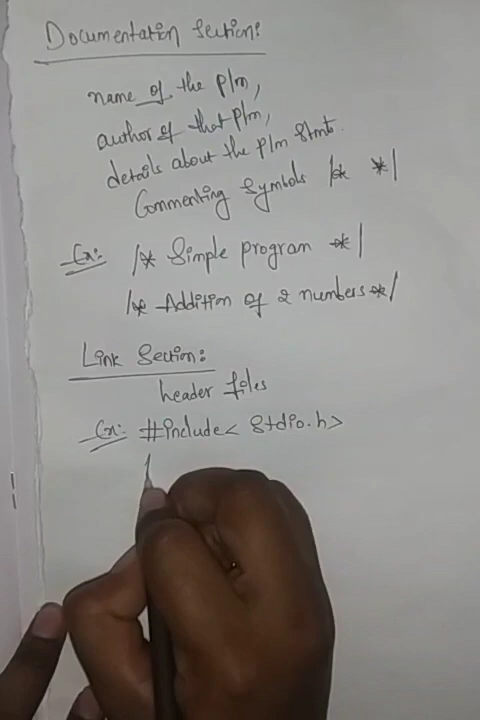 Documentation Section:
name of the p/m,
author of that p/m,
details about the p/m stmts.
Commenting Symbols /* */
Ex: /* Simple program */
/* Addition of 2 numbers */
Link Section:
header files
Ex: #include< stdio.h>